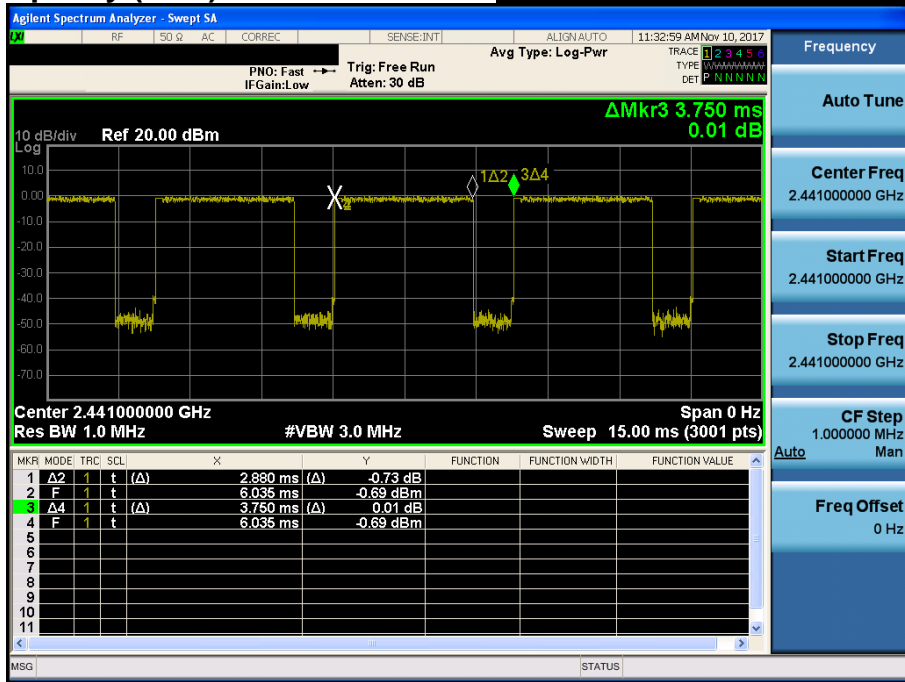 Agilent Spectrum Analyzer - Swept SA
LXI RF 50 Ω AC CORREC SENSE:INT ALIGN AUTO 11:32:59 AM Nov 10, 2017
Frequency
Avg Type: Log-Pwr TRACE 1 2 3 4 5 6
TYPE WWWWWW
DET P N N N N N
PNO: Fast Trig: Free Run
IFGain:Low Atten: 30 dB
Auto Tune
ΔMkr3 3.750 ms
0.01 dB
10 dB/div Ref 20.00 dBm
Log
10.0
0.00
-10.0
-20.0
-30.0
-40.0
-50.0
-60.0
-70.0
1Δ2 3Δ4
X
Center Freq
2.441000000 GHz
Start Freq
2.441000000 GHz
Stop Freq
2.441000000 GHz
Center 2.441000000 GHz Span 0 Hz
Res BW 1.0 MHz #VBW 3.0 MHz Sweep 15.00 ms (3001 pts)
CF Step
1.000000 MHz
Auto Man
MKR MODE TRC SCL X Y FUNCTION FUNCTION WIDTH FUNCTION VALUE
1 Δ2 1 t (Δ) 2.880 ms (Δ) -0.73 dB
2 F 1 t 6.035 ms -0.69 dBm
3 Δ4 1 t (Δ) 3.750 ms (Δ) 0.01 dB
4 F 1 t 6.035 ms -0.69 dBm
5
6
7
8
9
10
11
Freq Offset
0 Hz
MSG STATUS